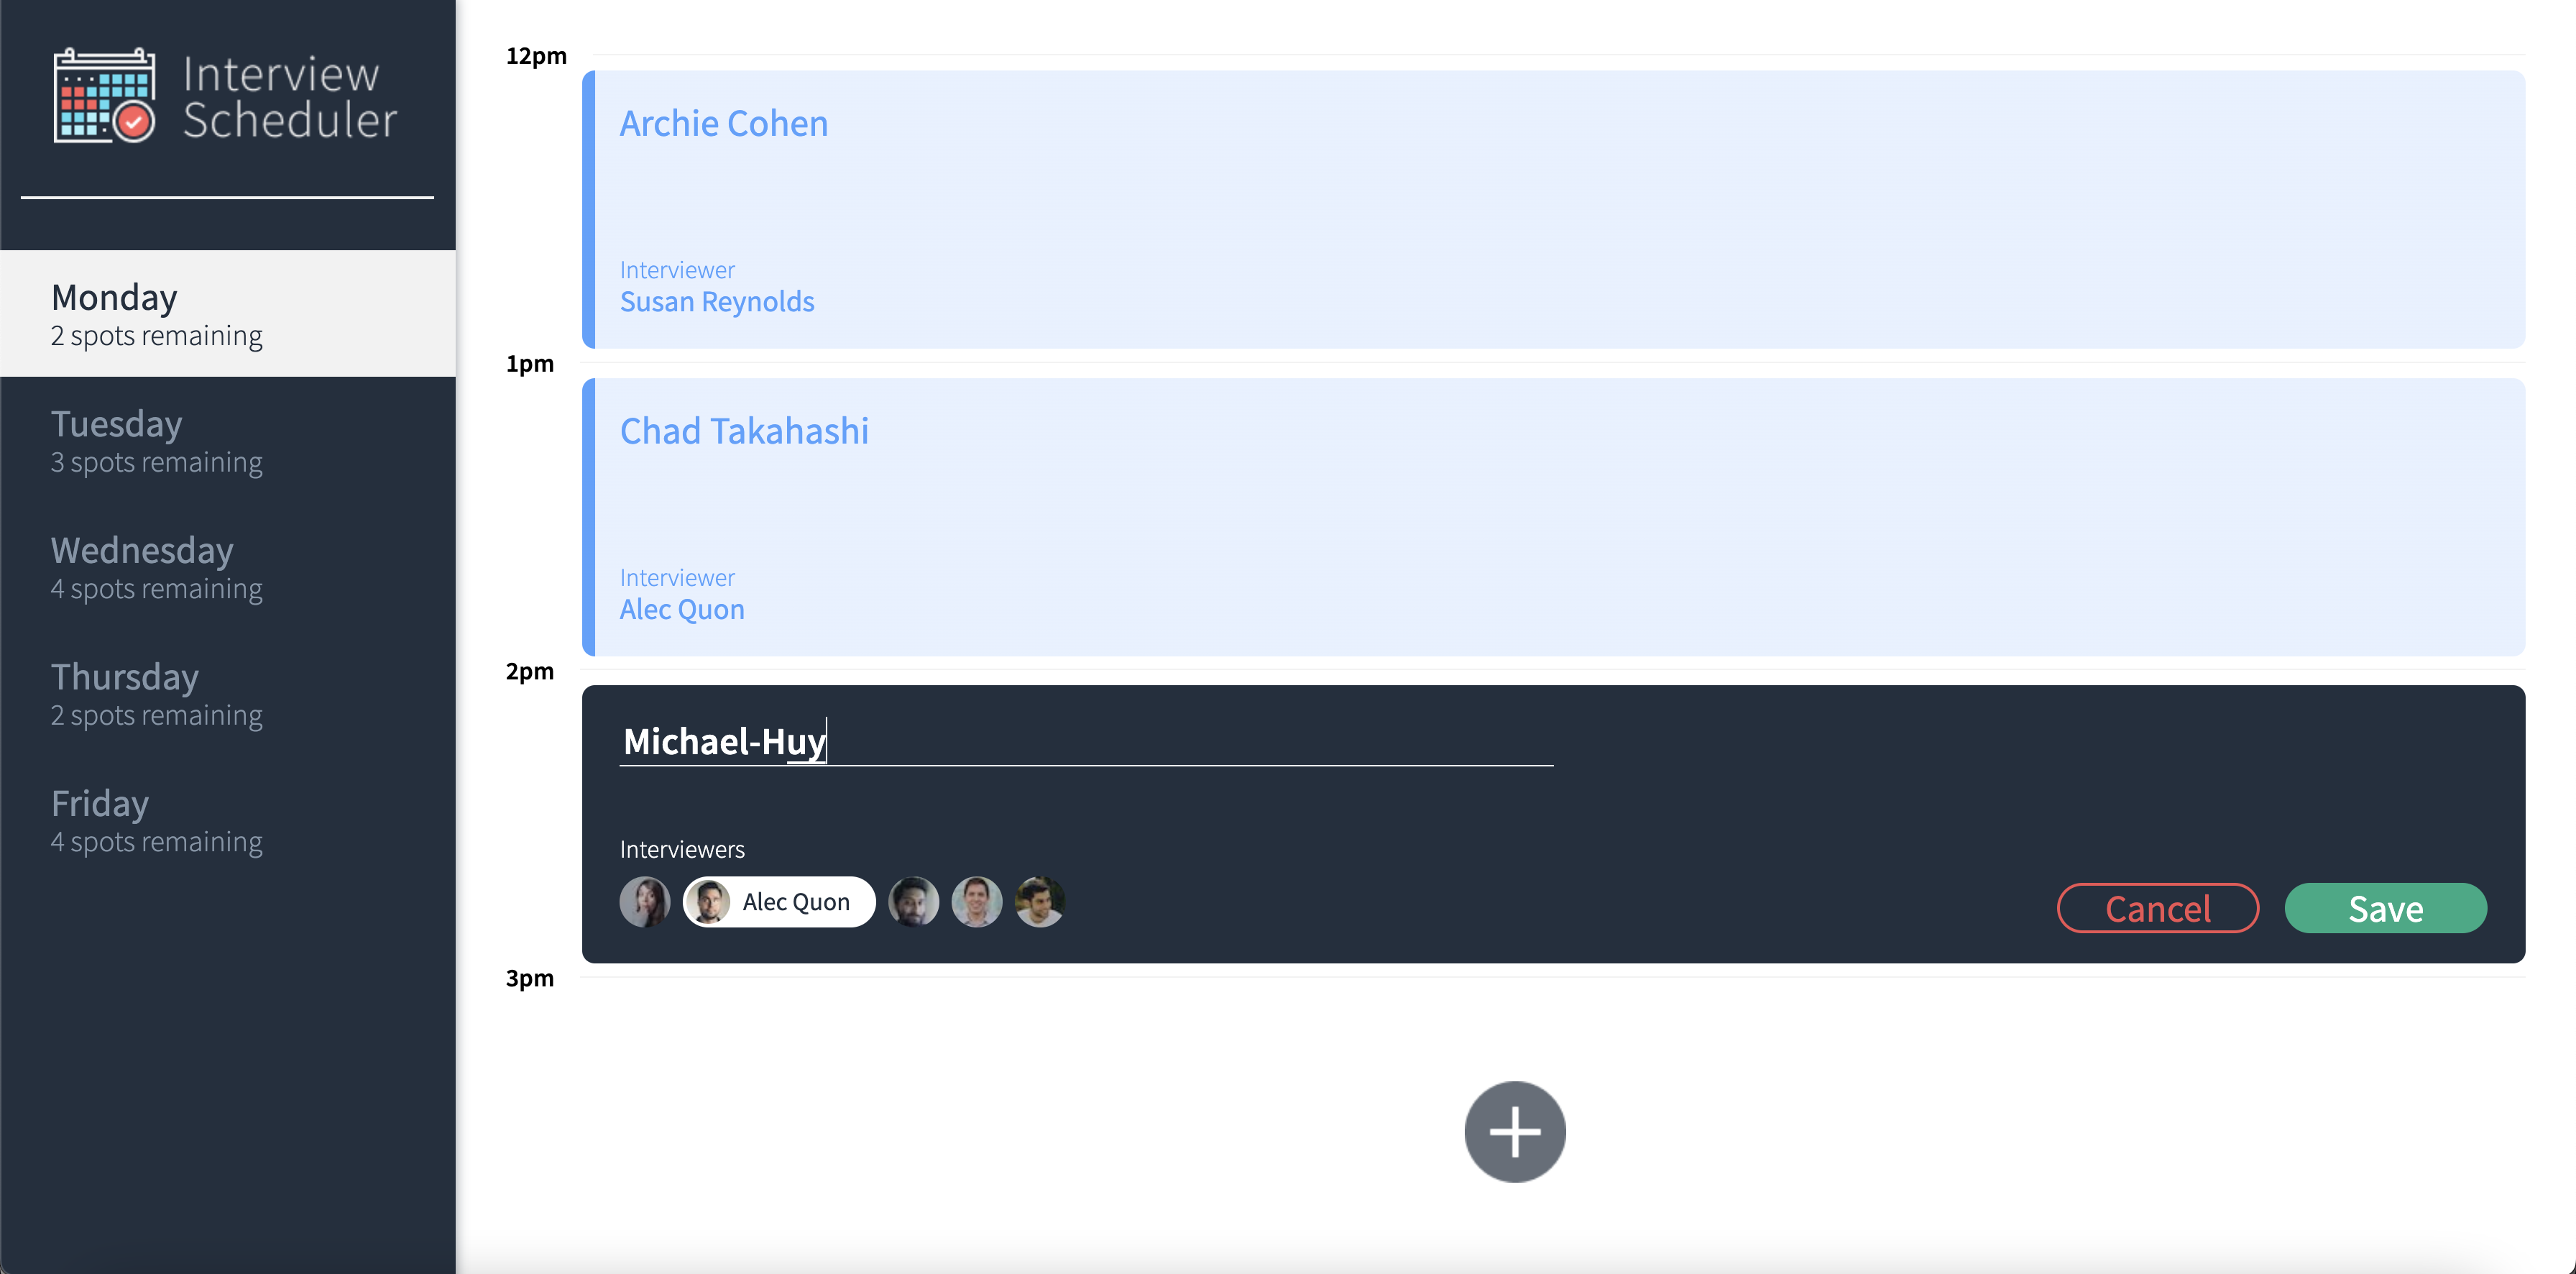 Interview
Scheduler
Monday
2 spots remaining
Tuesday
3 spots remaining
Wednesday
4 spots remaining
Thursday
2 spots remaining
Friday
4 spots remaining
12pm
Archie Cohen
Interviewer
Susan Reynolds
1pm
Chad Takahashi
Interviewer
Alec Quon
2pm
Michael-Huy
Interviewers
Alec Quon
Cancel
Save
3pm